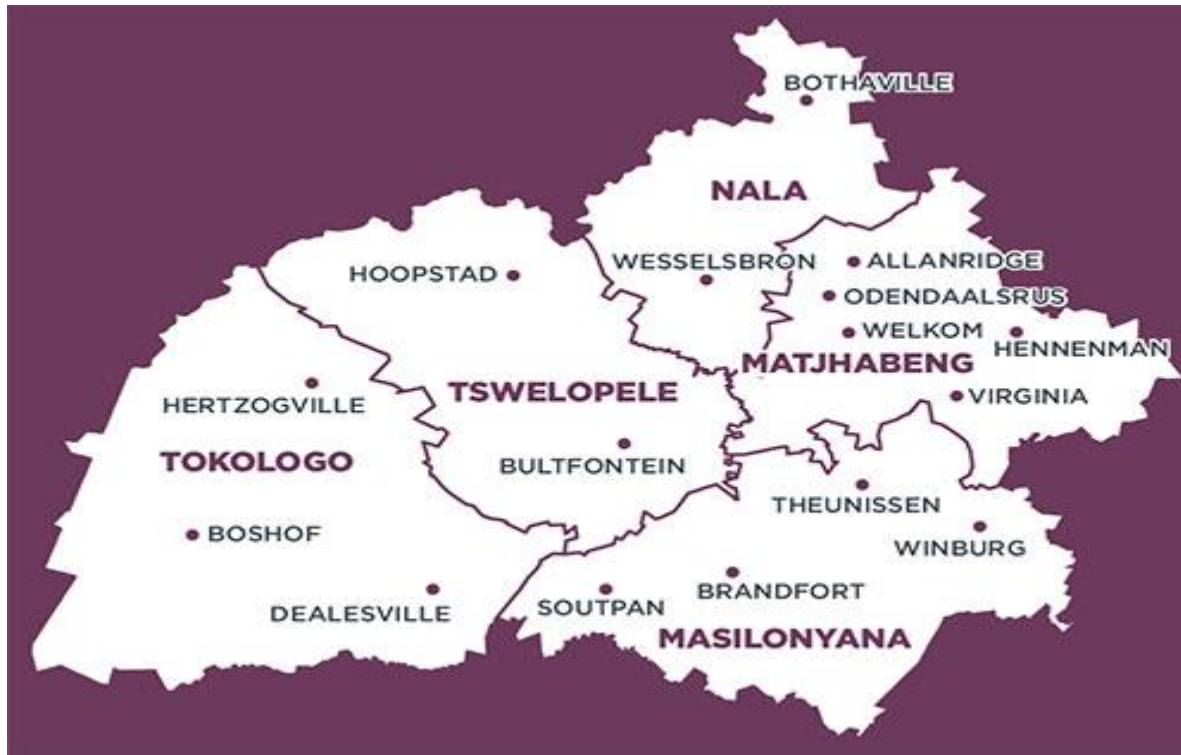 BOTHAVILLE
NALA
WESSELSBRON
ALLANRIDGE
HOOPSTAD
ODENDAALSRUS
WELKOM
HENNENMAN
MATJHABENG
TSWELOPELE
HERTZOGVILLE
VIRGINIA
TOKOLOGO
BULTFONTEIN
THEUNISSEN
BOSHOF
WINBURG
BRANDFORT
DEALESVILLE
SOUTPAN
MASILONYANA